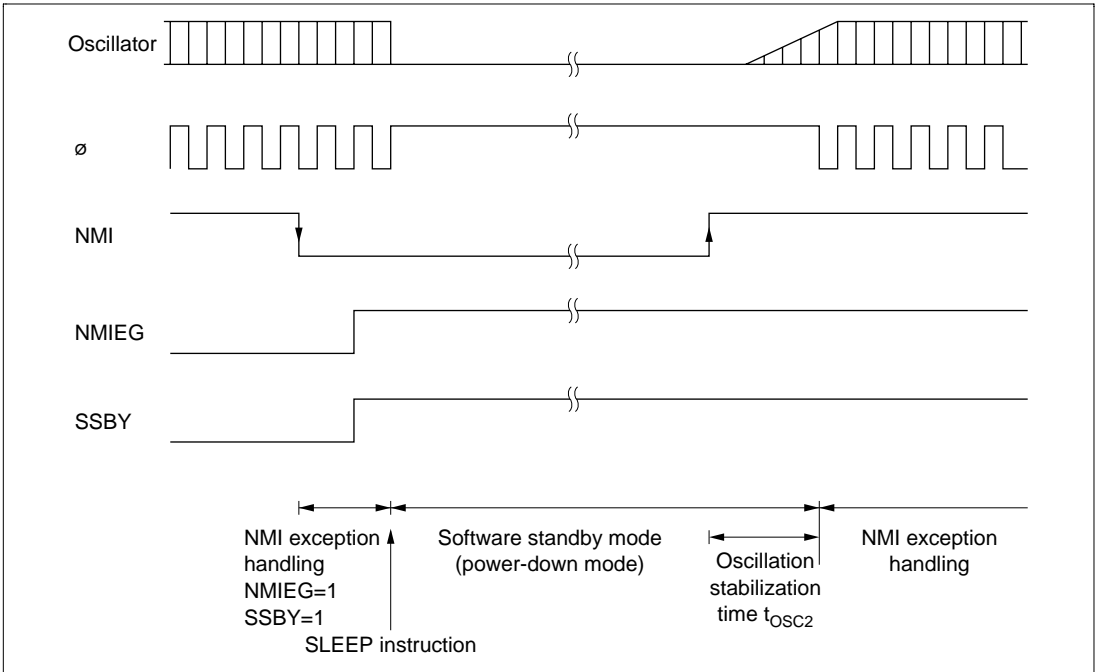 Oscillator
ø
NMI
NMIEG
SSBY
NMI exception
handling
NMIEG=1
SSBY=1
SLEEP instruction
Software standby mode
(power-down mode)
Oscillation
stabilization
time tOSC2
NMI exception
handling